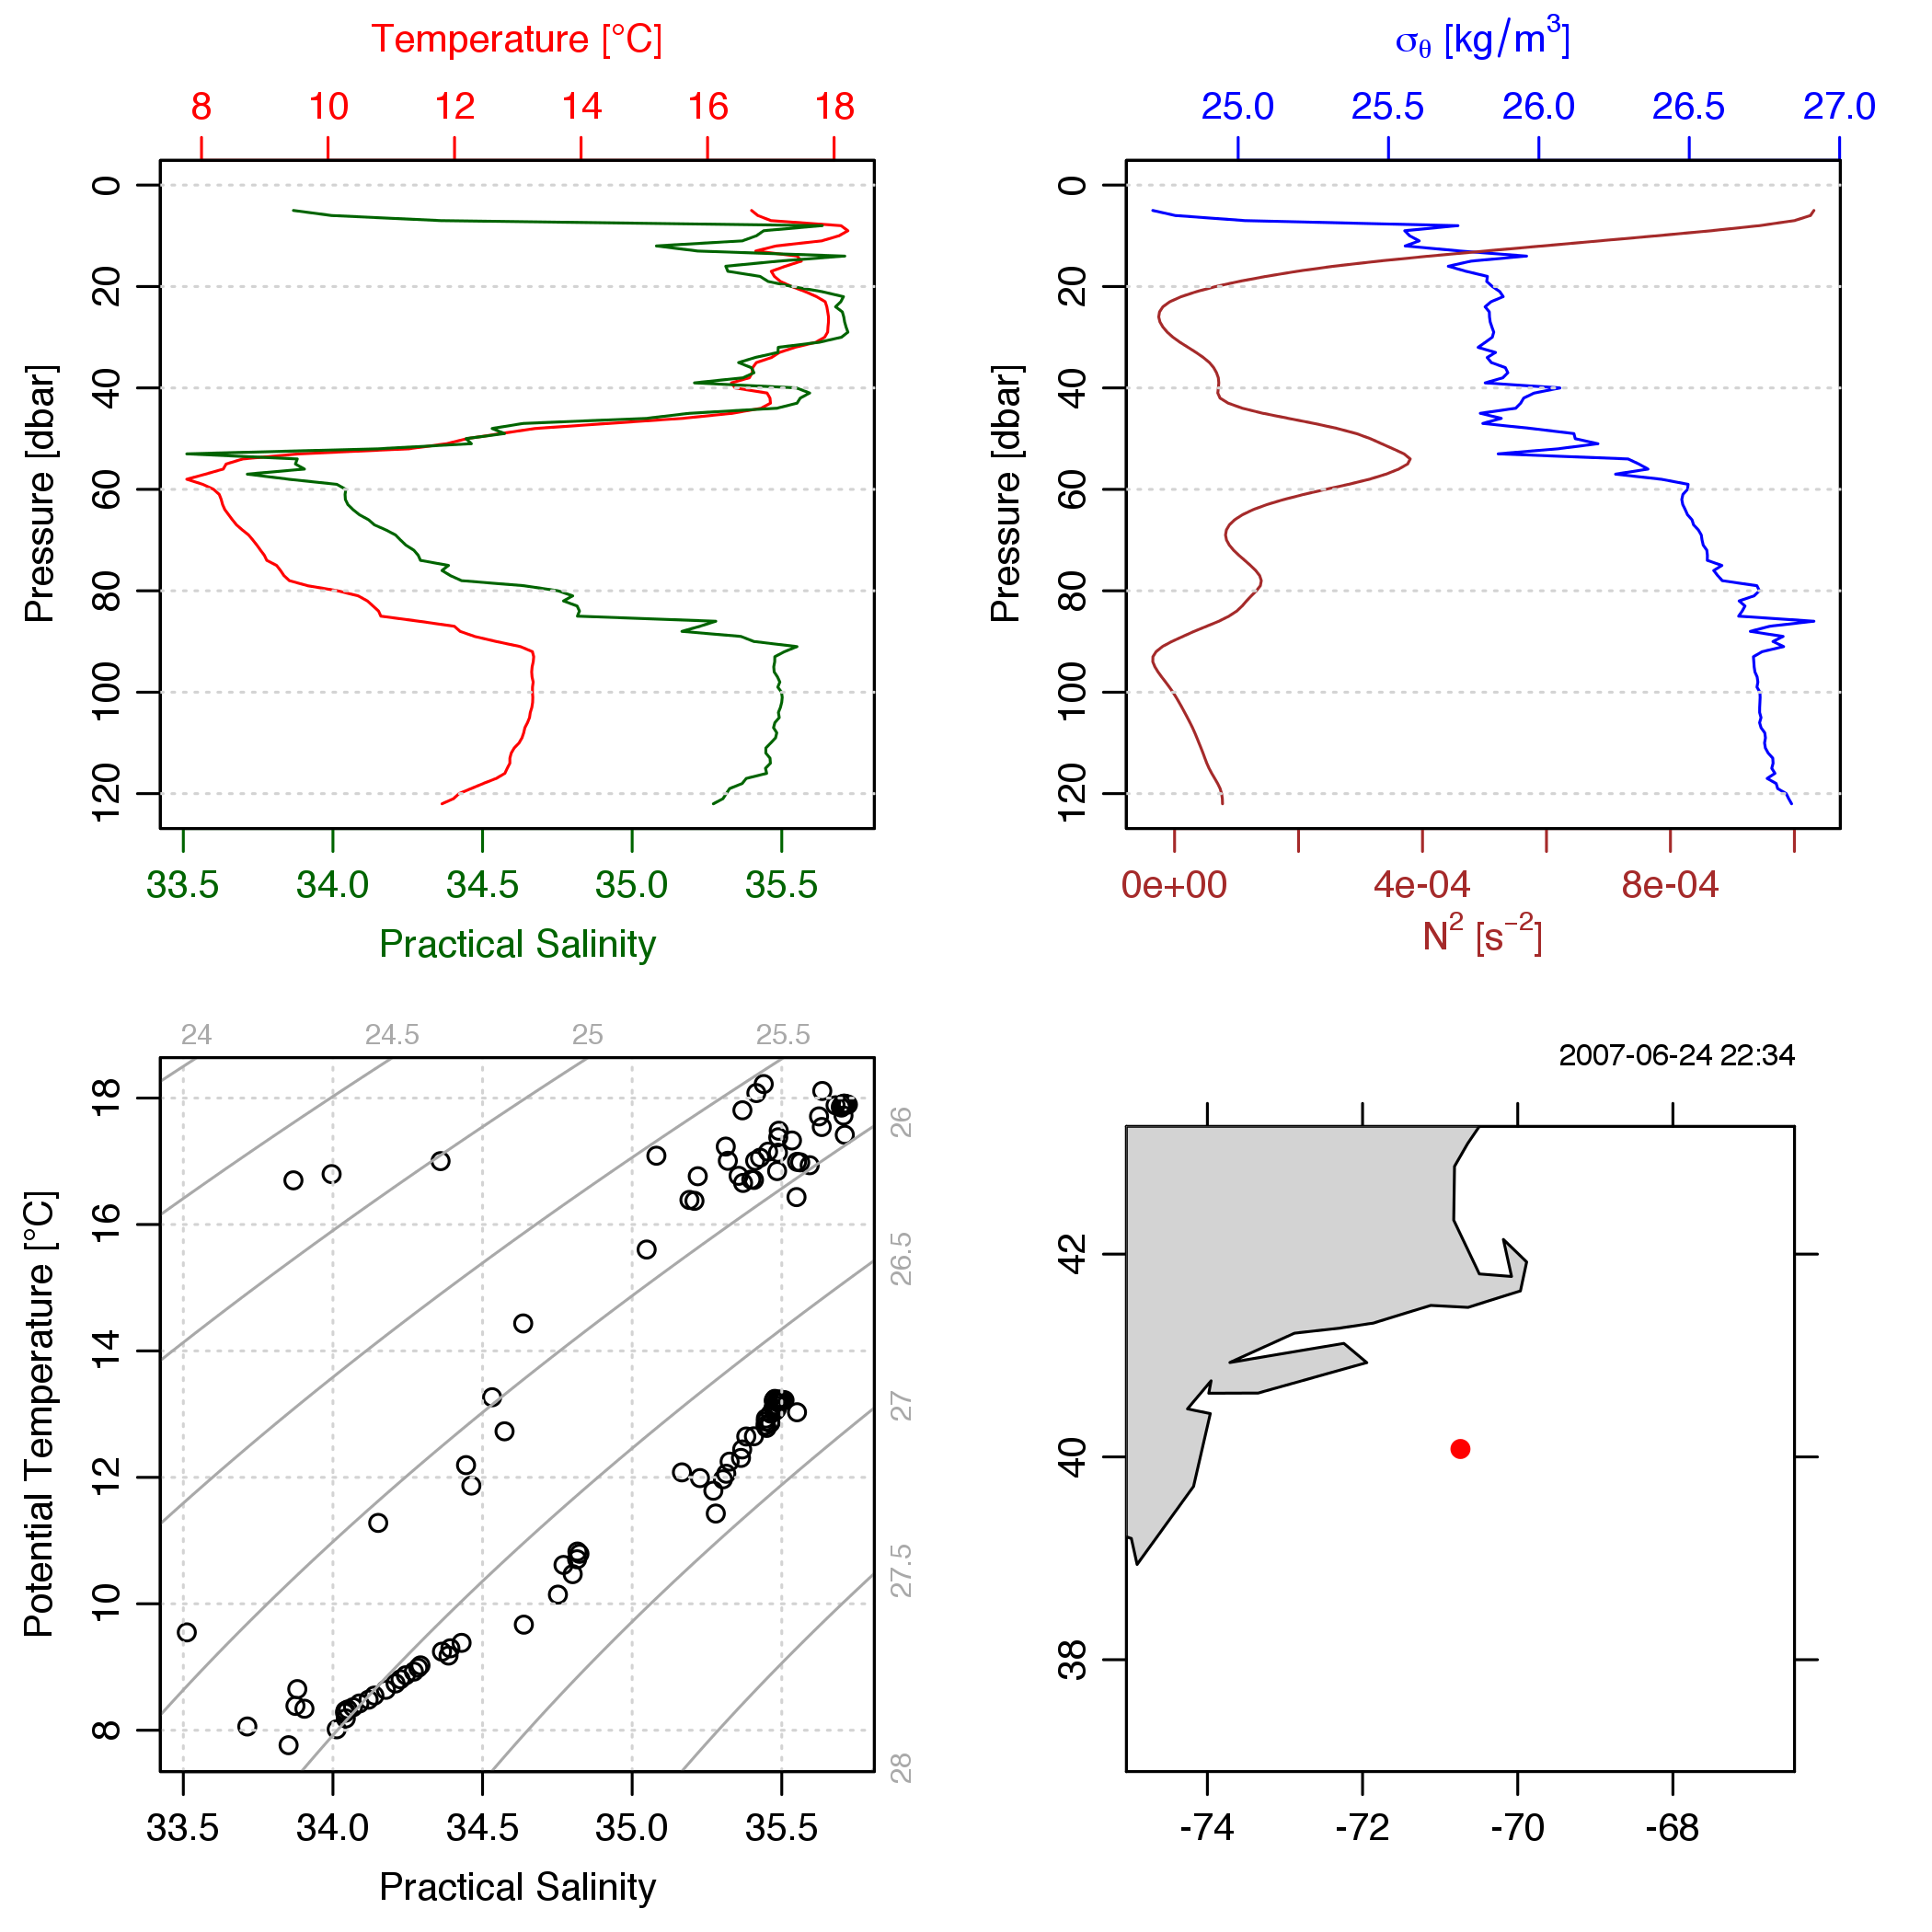 Temperature [°C]
8 10 12 14 16 18
0
20
40
60
80
100
120
Pressure [dbar]
33.5 34.0 34.5 35.0 35.5
Practical Salinity
σθ [kg/m³]
25.0 25.5 26.0 26.5 27.0
0
20
40
60
80
100
120
Pressure [dbar]
0e+00 4e-04 8e-04
N² [s⁻²]
24 24.5 25 25.5
26
26.5
27
27.5
28
18
16
14
12
10
8
Potential Temperature [°C]
33.5 34.0 34.5 35.0 35.5
Practical Salinity
2007-06-24 22:34
42
40
38
-74 -72 -70 -68